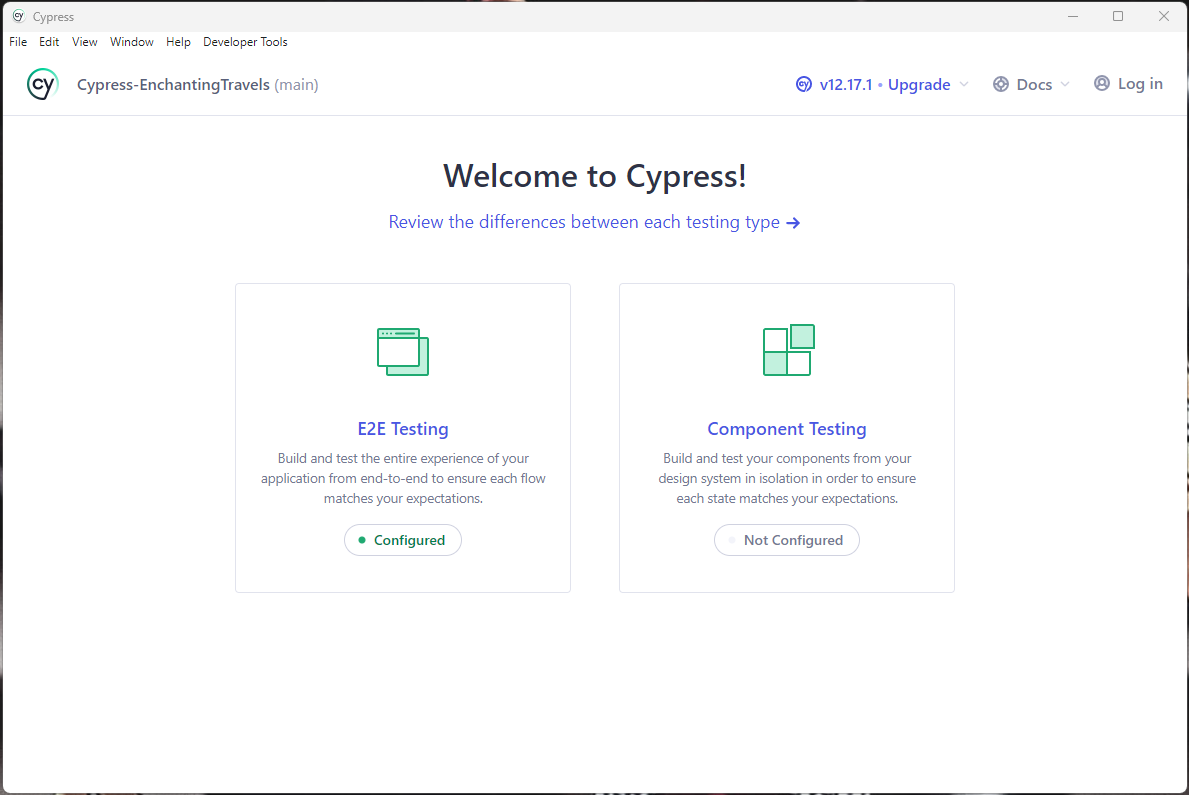 cy Cypress
File Edit View Window Help Developer Tools
cy Cypress-EnchantingTravels (main) cy v12.17.1 • Upgrade Docs Log in
Welcome to Cypress!
Review the differences between each testing type →
E2E Testing
Build and test the entire experience of your
application from end-to-end to ensure each flow
matches your expectations.
Configured
Component Testing
Build and test your components from your
design system in isolation in order to ensure
each state matches your expectations.
Not Configured